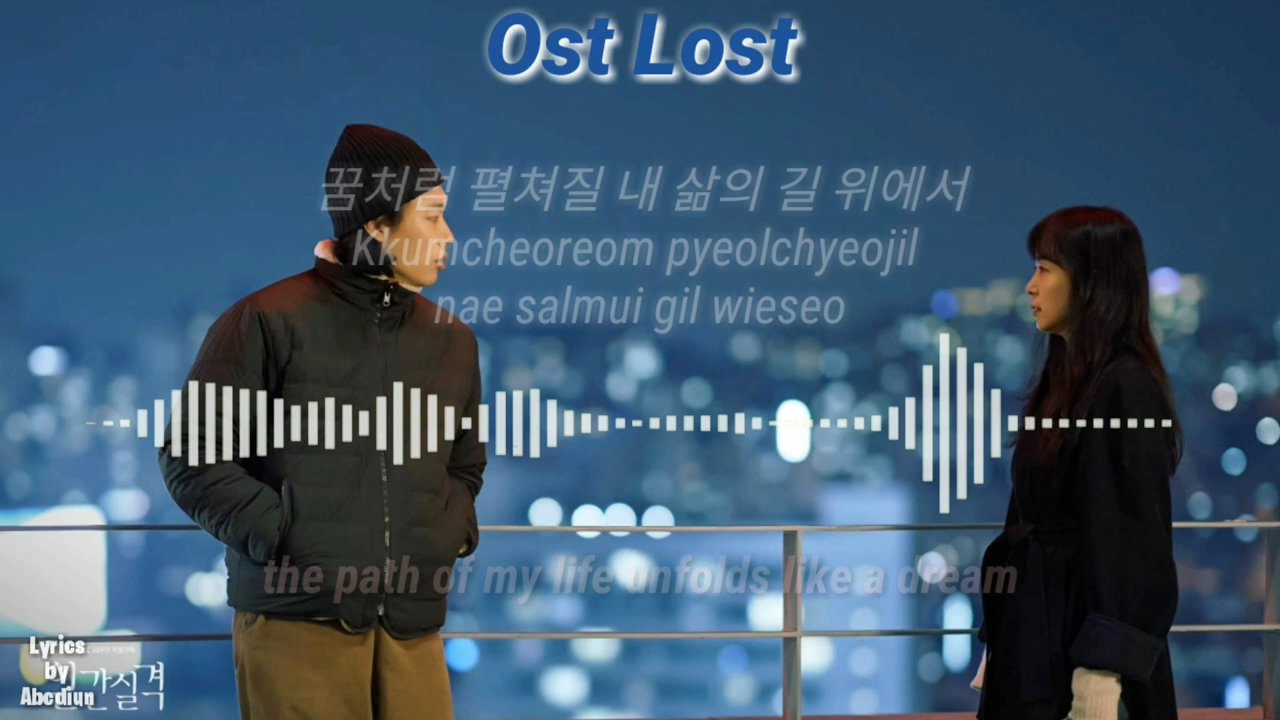 Ost Lost
꿈처럼 펼쳐질 내 삶의 길 위에서
Kkumcheoreom pyeolchyeojil
nae salmui gil wieseo
the path of my life unfolds like a dream
Lyrics
by
Abcdiun
인간실격